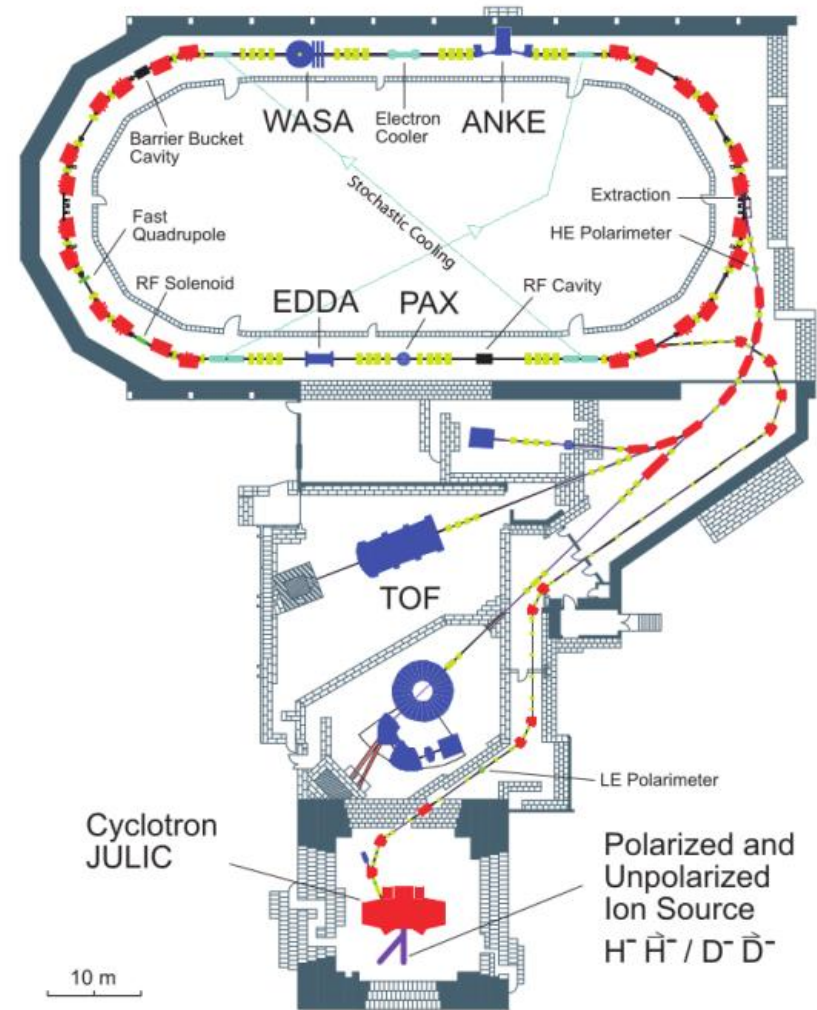 WASA
Electron
Cooler
ANKE
Barrier Bucket
Cavity
Stochastic Cooling
Extraction
Fast
Quadrupole
HE Polarimeter
RF Solenoid
EDDA
PAX
RF Cavity
TOF
LE Polarimeter
Cyclotron
JULIC
Polarized and
Unpolarized
Ion Source
H⁻ H⃗⁻ / D⁻ D⃗⁻
10 m